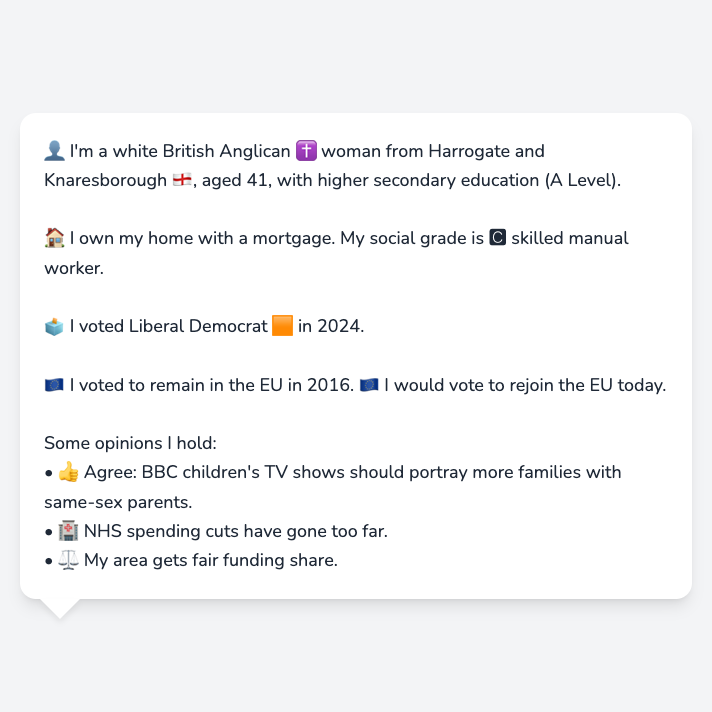 👤 I'm a white British Anglican ✝️ woman from Harrogate and
Knaresborough 🏴󠁧󠁢󠁥󠁮󠁧󠁿, aged 41, with higher secondary education (A Level).
🏠 I own my home with a mortgage. My social grade is 🅲 skilled manual
worker.
🗳️ I voted Liberal Democrat 🟧 in 2024.
🇪🇺 I voted to remain in the EU in 2016. 🇪🇺 I would vote to rejoin the EU today.
Some opinions I hold:
• 👍 Agree: BBC children's TV shows should portray more families with
same-sex parents.
• 🏥 NHS spending cuts have gone too far.
• ⚖️ My area gets fair funding share.